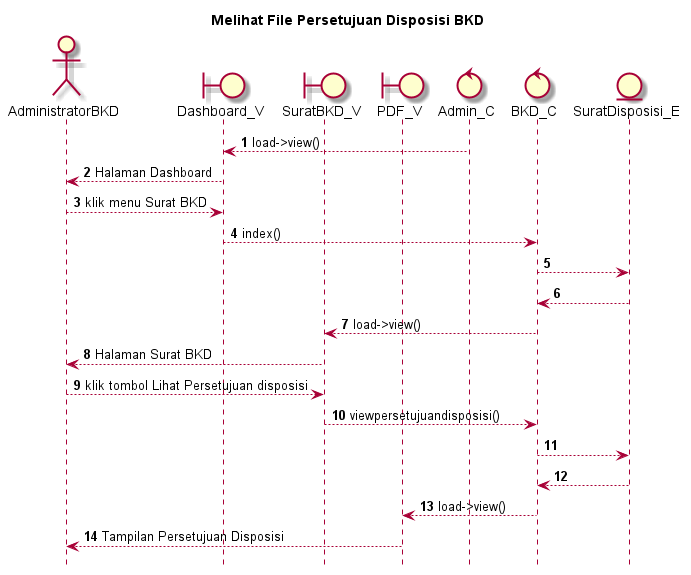 Melihat File Persetujuan Disposisi BKD
AdministratorBKD Dashboard_V SuratBKD_V PDF_V Admin_C BKD_C SuratDisposisi_E
1 load->view()
2 Halaman Dashboard
3 klik menu Surat BKD
4 index()
5
6
7 load->view()
8 Halaman Surat BKD
9 klik tombol Lihat Persetujuan disposisi
10 viewpersetujuandisposisi()
11
12
13 load->view()
14 Tampilan Persetujuan Disposisi